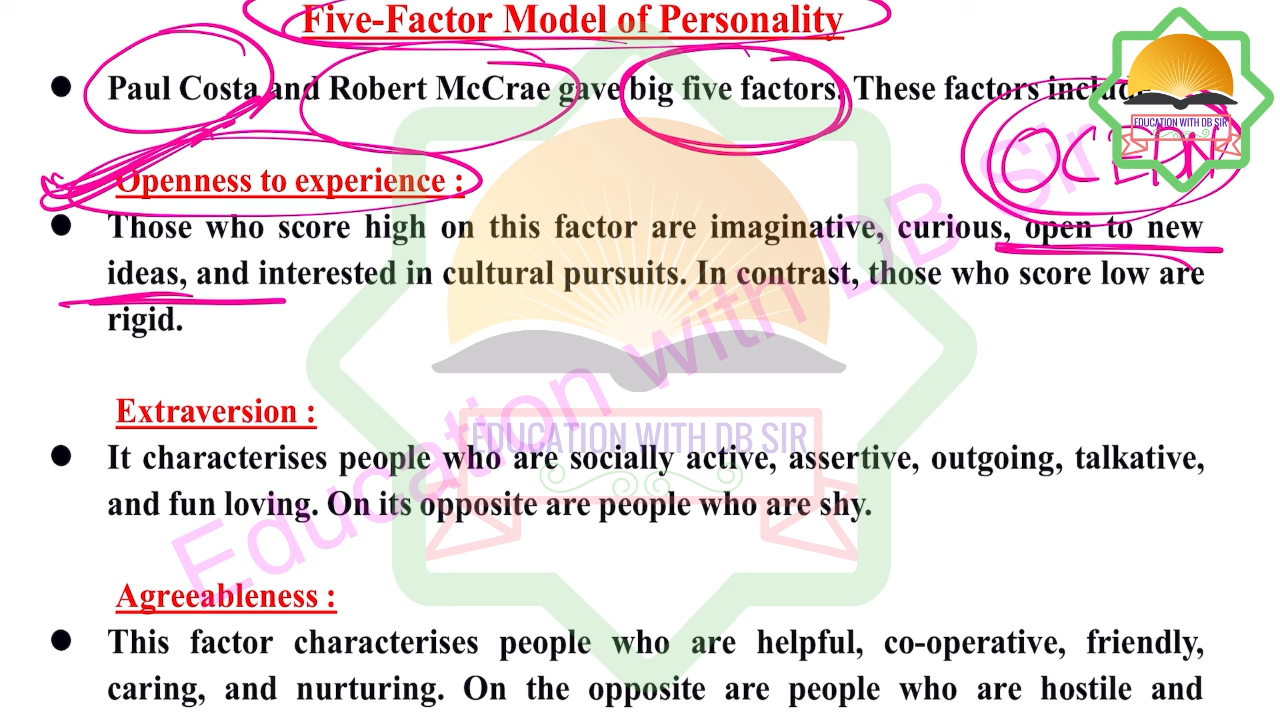 Five-Factor Model of Personality
● Paul Costa and Robert McCrae gave big five factors. These factors include
EDUCATION WITH DB SIR
OCEAN
Openness to experience :
● Those who score high on this factor are imaginative, curious, open to new
ideas, and interested in cultural pursuits. In contrast, those who score low are
rigid.
Extraversion :
EDUCATION WITH DB SIR
Education with DB Sir
● It characterises people who are socially active, assertive, outgoing, talkative,
and fun loving. On its opposite are people who are shy.
Agreeableness :
● This factor characterises people who are helpful, co-operative, friendly,
caring, and nurturing. On the opposite are people who are hostile and